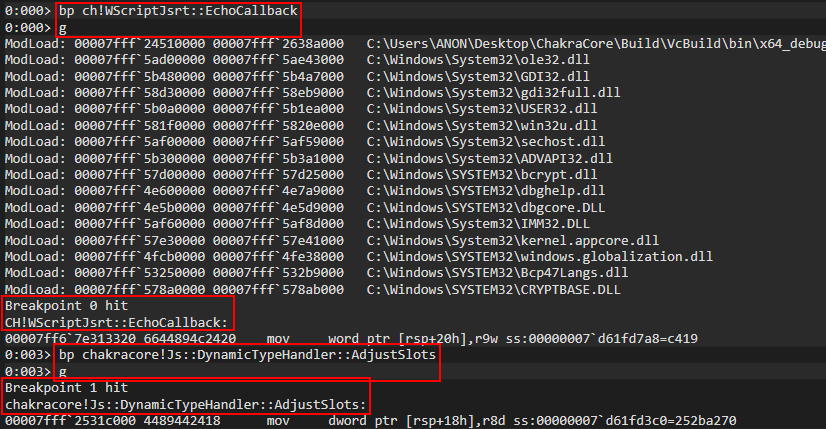 0:000> bp ch!WScriptJsrt::EchoCallback
0:000> g
ModLoad: 00007fff`24510000 00007fff`2638a000   C:\Users\ANON\Desktop\ChakraCore\Build\VcBuild\bin\x64_debug
ModLoad: 00007fff`5ad00000 00007fff`5ae43000   C:\Windows\System32\ole32.dll
ModLoad: 00007fff`5b480000 00007fff`5b4a7000   C:\Windows\System32\GDI32.dll
ModLoad: 00007fff`58d30000 00007fff`58eb9000   C:\Windows\System32\gdi32full.dll
ModLoad: 00007fff`5b0a0000 00007fff`5b1ea000   C:\Windows\System32\USER32.dll
ModLoad: 00007fff`581f0000 00007fff`5820e000   C:\Windows\System32\win32u.dll
ModLoad: 00007fff`5af00000 00007fff`5af59000   C:\Windows\System32\sechost.dll
ModLoad: 00007fff`5b300000 00007fff`5b3a1000   C:\Windows\System32\ADVAPI32.dll
ModLoad: 00007fff`57d00000 00007fff`57d25000   C:\Windows\SYSTEM32\bcrypt.dll
ModLoad: 00007fff`4e600000 00007fff`4e7a9000   C:\Windows\SYSTEM32\dbghelp.dll
ModLoad: 00007fff`4e5b0000 00007fff`4e5d9000   C:\Windows\SYSTEM32\dbgcore.DLL
ModLoad: 00007fff`5af60000 00007fff`5af8d000   C:\Windows\System32\IMM32.DLL
ModLoad: 00007fff`57e30000 00007fff`57e41000   C:\Windows\System32\kernel.appcore.dll
ModLoad: 00007fff`4fcb0000 00007fff`4fe38000   C:\Windows\SYSTEM32\windows.globalization.dll
ModLoad: 00007fff`53250000 00007fff`532b9000   C:\Windows\SYSTEM32\Bcp47Langs.dll
ModLoad: 00007fff`578a0000 00007fff`578ab000   C:\Windows\SYSTEM32\CRYPTBASE.DLL
Breakpoint 0 hit
CH!WScriptJsrt::EchoCallback:
00007ff6`7e313320 6644894c2420    mov     word ptr [rsp+20h],r9w ss:00000007`d61fd7a8=c419
0:003> bp chakracore!Js::DynamicTypeHandler::AdjustSlots
0:003> g
Breakpoint 1 hit
chakracore!Js::DynamicTypeHandler::AdjustSlots:
00007fff`2531c000 4489442418      mov     dword ptr [rsp+18h],r8d ss:00000007`d61fd3c0=252ba270